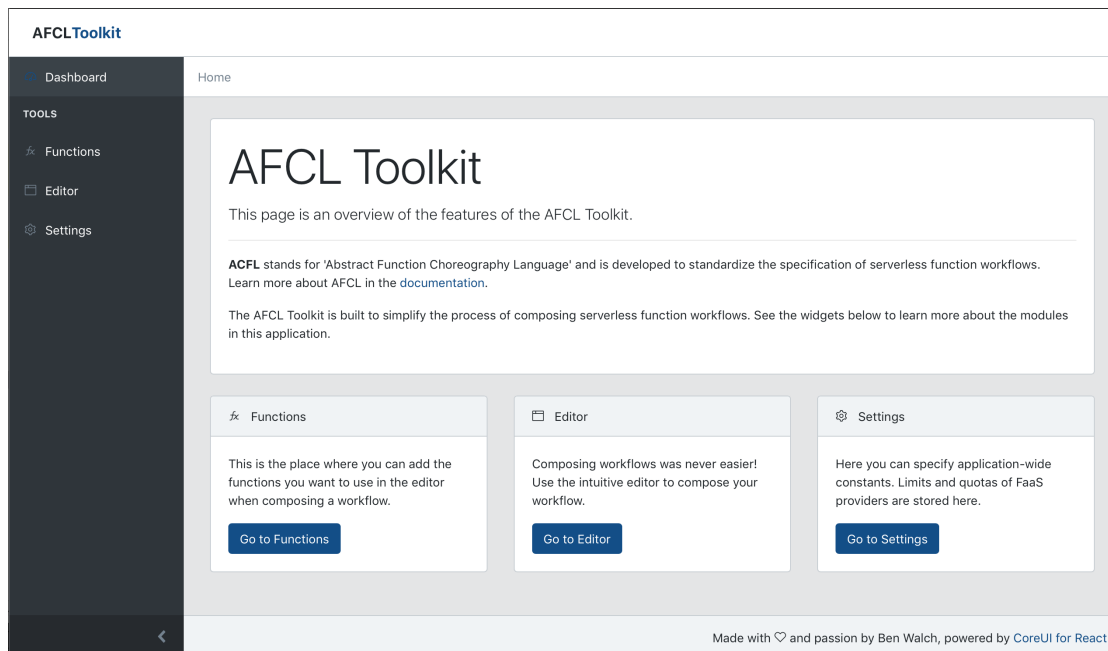 AFCLToolkit
Dashboard
Home
TOOLS
Functions
Editor
Settings
AFCL Toolkit
This page is an overview of the features of the AFCL Toolkit.
ACFL stands for 'Abstract Function Choreography Language' and is developed to standardize the specification of serverless function workflows.
Learn more about AFCL in the documentation.
The AFCL Toolkit is built to simplify the process of composing serverless function workflows. See the widgets below to learn more about the modules
in this application.
fx Functions
This is the place where you can add the
functions you want to use in the editor
when composing a workflow.
Go to Functions
Editor
Composing workflows was never easier!
Use the intuitive editor to compose your
workflow.
Go to Editor
Settings
Here you can specify application-wide
constants. Limits and quotas of FaaS
providers are stored here.
Go to Settings
Made with ♡ and passion by Ben Walch, powered by CoreUI for React